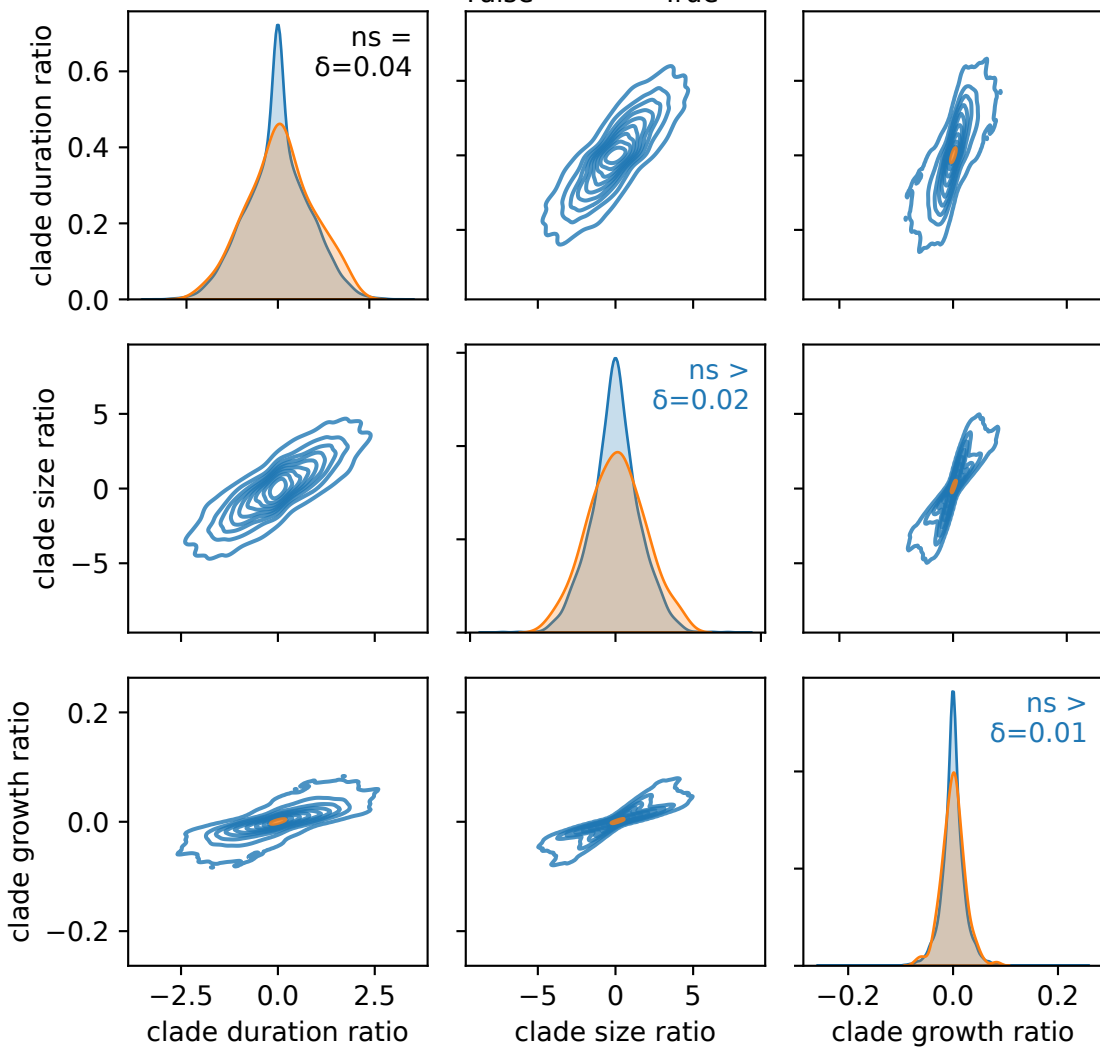 clade duration ratio
0.6
0.4
0.2
0.0
ns =
δ=0.04
clade size ratio
5
0
−5
ns >
δ=0.02
clade growth ratio
0.2
0.0
−0.2
ns >
δ=0.01
−2.5 0.0 2.5
−5 0 5
−0.2 0.0 0.2
clade duration ratio
clade size ratio
clade growth ratio